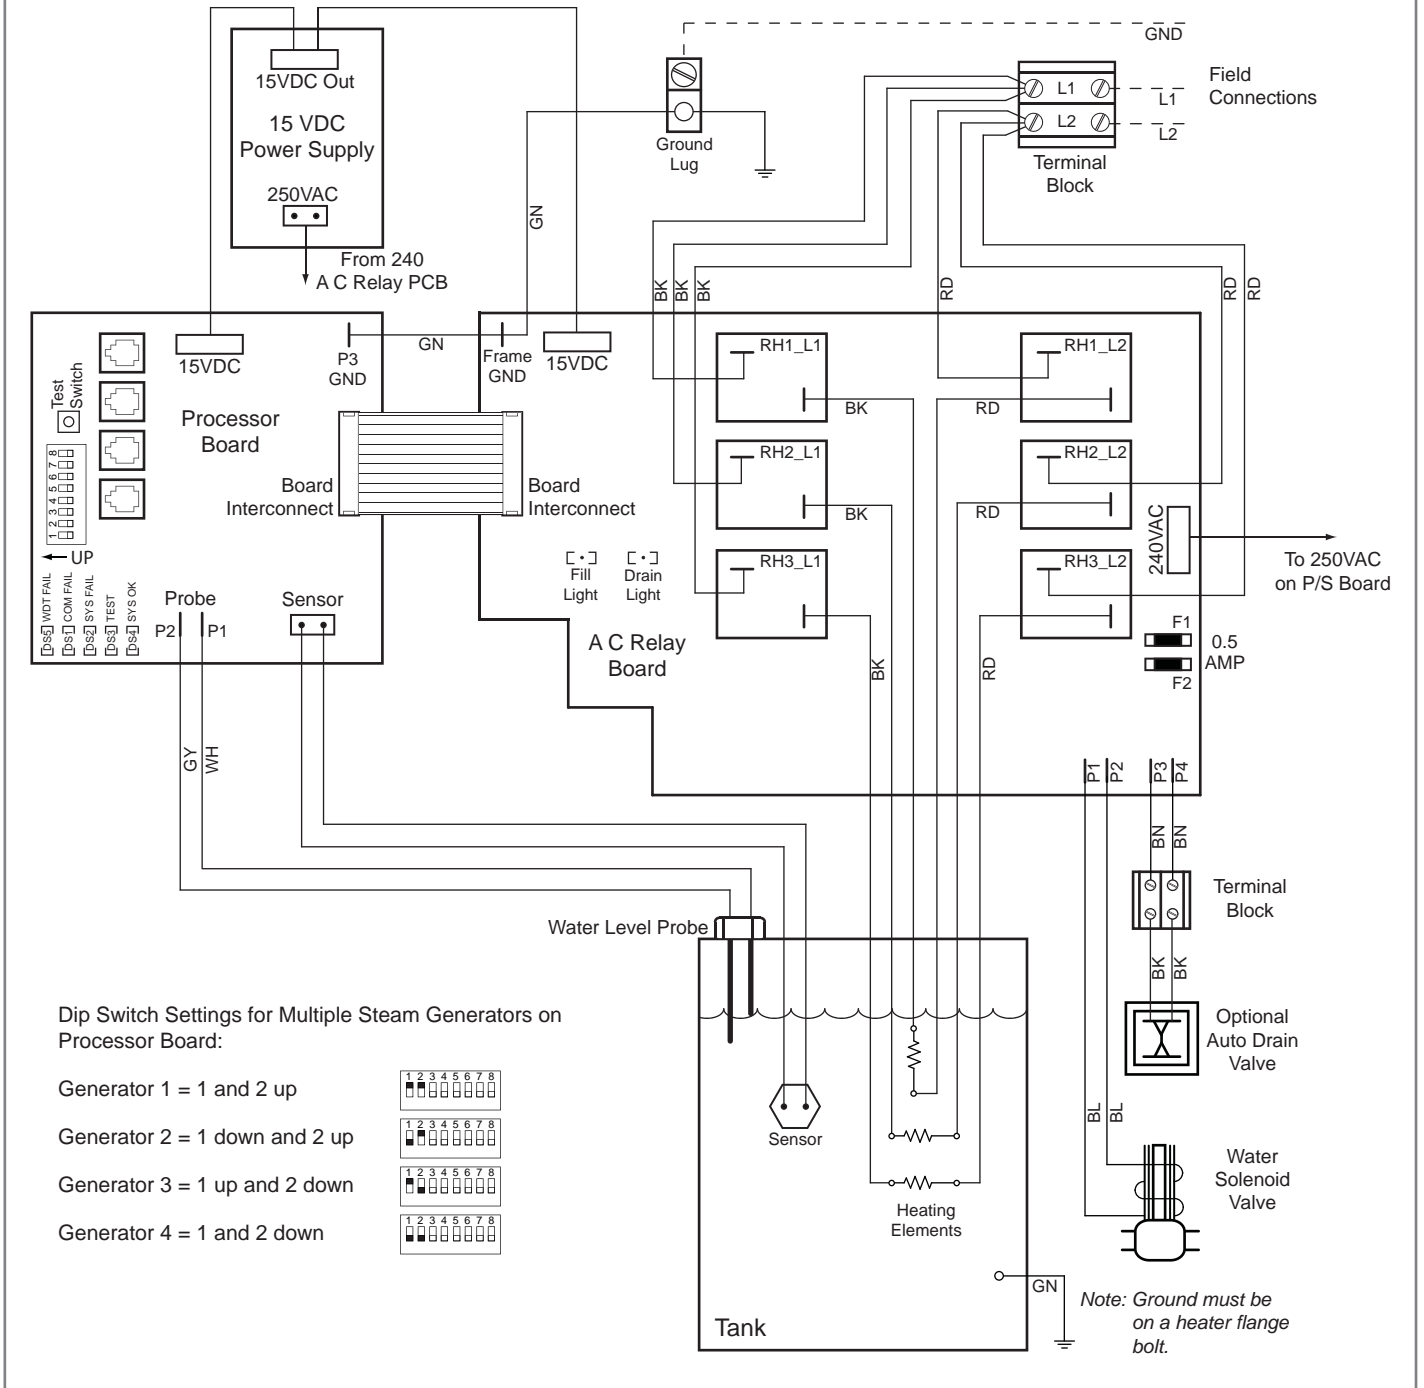 15VDC Out
15 VDC
Power Supply
250VAC
From 240
A C Relay PCB
GND
Ground
Lug
L1
L2
L1
L2
Field
Connections
Terminal
Block
GN
BK
BK
BK
RD
RD
RD
Test
Switch
15VDC
P3
GND
GN
Frame
GND
15VDC
Processor
Board
Board
Interconnect
Board
Interconnect
1 2 3 4 5 6 7 8
UP
DS5 WDT FAIL
DS1 COM FAIL
DS2 SYS FAIL
DS3 TEST
DS4 SYS OK
Probe
P2
P1
Sensor
Fill
Light
Drain
Light
A C Relay
Board
RH1_L1
RH1_L2
BK
RD
RH2_L1
RH2_L2
BK
RD
RH3_L1
RH3_L2
BK
RD
240VAC
To 250VAC
on P/S Board
F1
0.5
AMP
F2
GY
WH
P1
P2
P3
P4
BN
BN
Terminal
Block
BK
BK
Optional
Auto Drain
Valve
BL
BL
Water
Solenoid
Valve
Water Level Probe
Sensor
Heating
Elements
GN
Tank
Note: Ground must be
on a heater flange
bolt.
Dip Switch Settings for Multiple Steam Generators on
Processor Board:
Generator 1 = 1 and 2 up
1 2 3 4 5 6 7 8
Generator 2 = 1 down and 2 up
1 2 3 4 5 6 7 8
Generator 3 = 1 up and 2 down
1 2 3 4 5 6 7 8
Generator 4 = 1 and 2 down
1 2 3 4 5 6 7 8